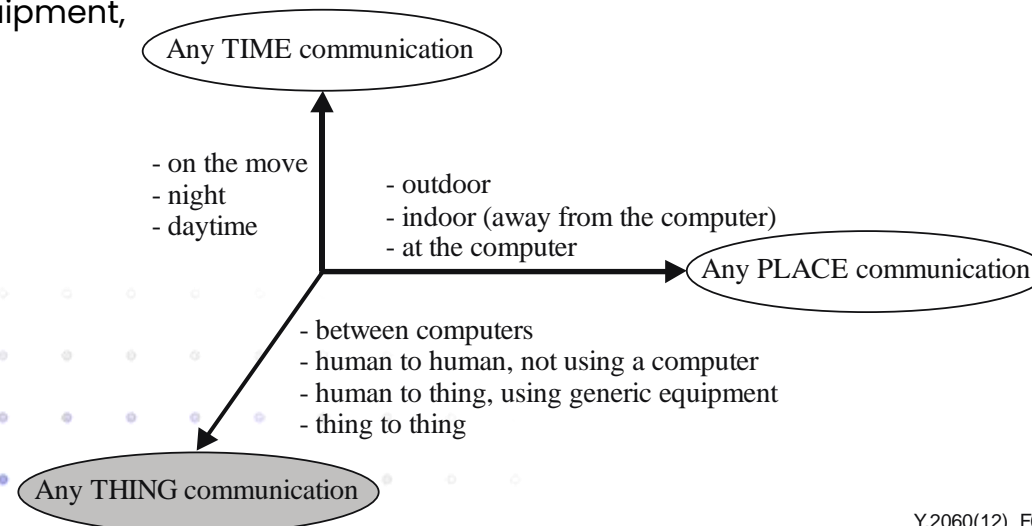 Any TIME communication
- on the move
- night
- daytime
- outdoor
- indoor (away from the computer)
- at the computer
Any PLACE communication
- between computers
- human to human, not using a computer
- human to thing, using generic equipment
- thing to thing
Any THING communication
Y.2060(12)